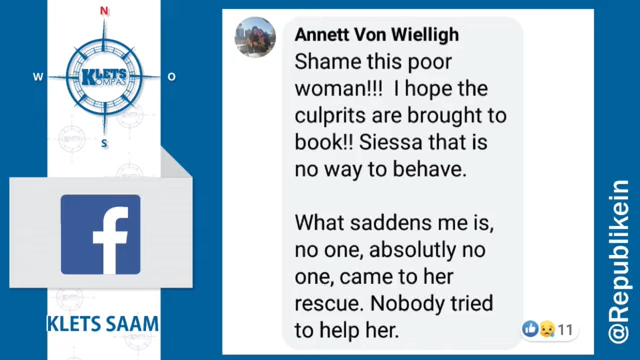 N
W
O
S
KLETS
KOMPAS
KLETS SAAM
Annett Von Wielligh
Shame this poor
woman!!! I hope the
culprits are brought to
book!! Siessa that is
no way to behave.
What saddens me is,
no one, absolutly no
one, came to her
rescue. Nobody tried
to help her.
11
@Republikein